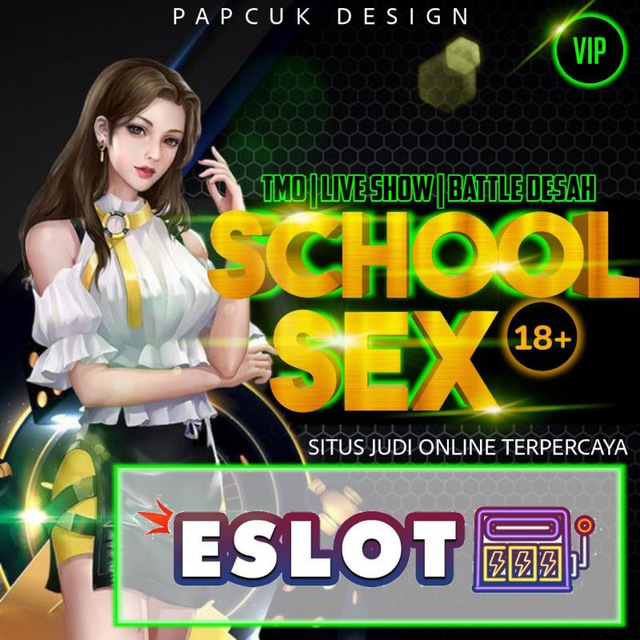 PAPCUK DESIGN
VIP
TMO | LIVE SHOW | BATTLE DESAH
SCHOOL
SEX
18+
SITUS JUDI ONLINE TERPERCAYA
ESLOT